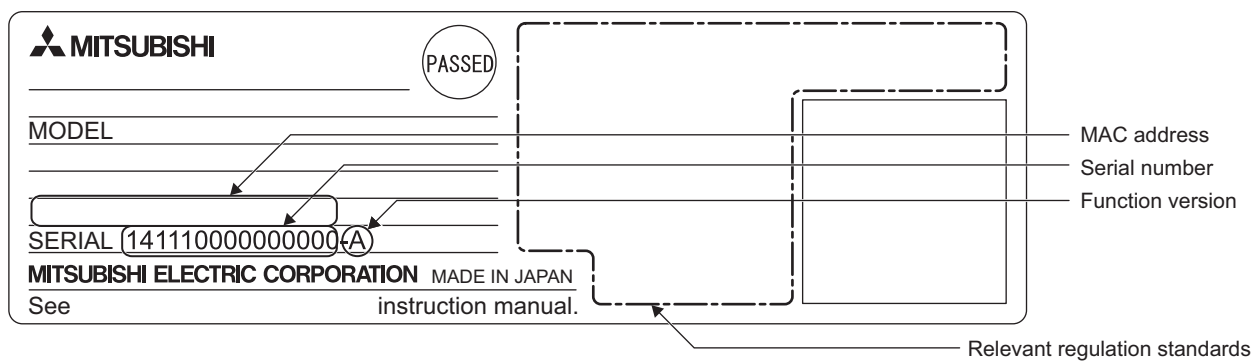 MITSUBISHI
PASSED
MODEL
MAC address
Serial number
Function version
SERIAL 141110000000000-A
MITSUBISHI ELECTRIC CORPORATION MADE IN JAPAN
See instruction manual.
Relevant regulation standards